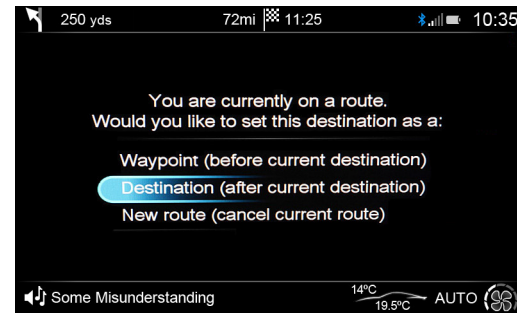 250 yds 72mi 11:25 10:35
You are currently on a route.
Would you like to set this destination as a:
Waypoint (before current destination)
Destination (after current destination)
New route (cancel current route)
Some Misunderstanding 14ºC AUTO
19.5ºC